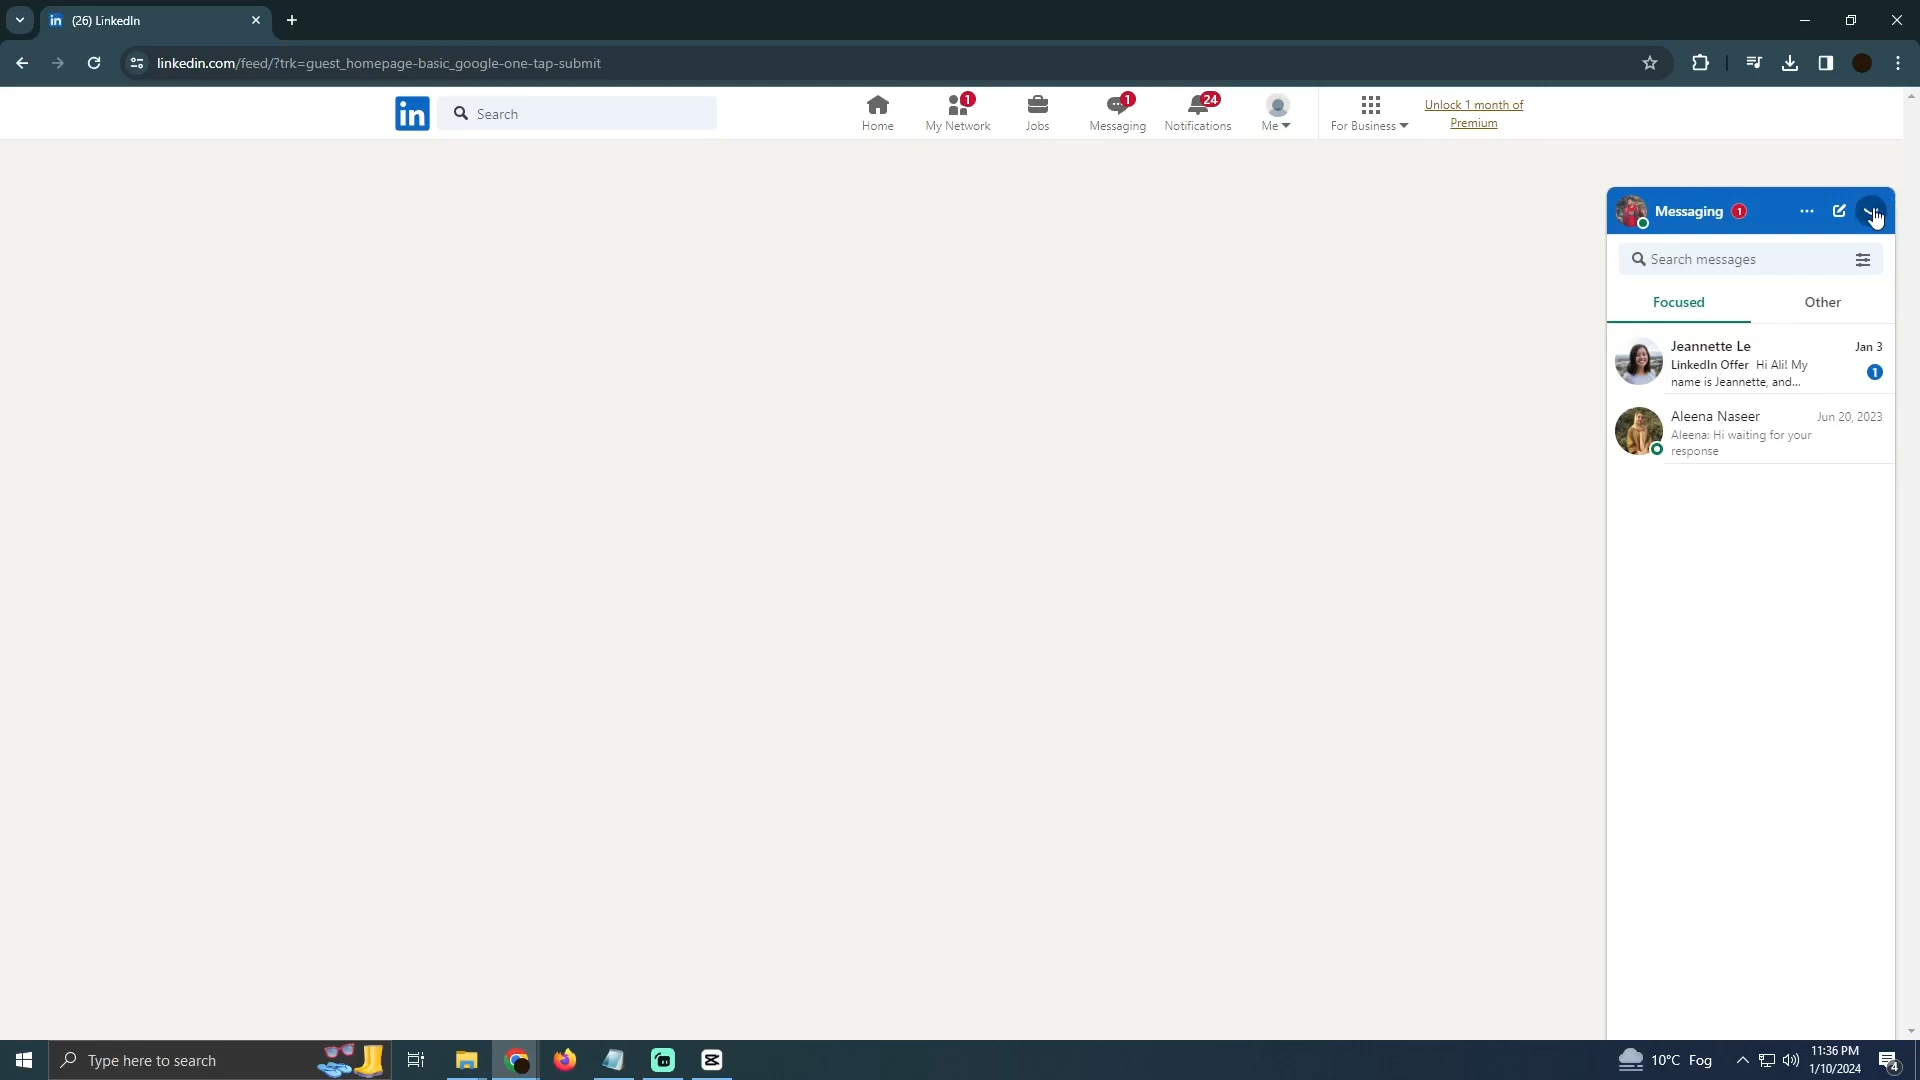 in (26) LinkedIn
linkedin.com/feed/?trk=guest_homepage-basic_google-one-tap-submit
in
Search
1
1
24
Home
My Network
Jobs
Messaging
Notifications
Me
For Business
Unlock 1 month of
Premium
Messaging 1
Search messages
Focused
Other
Jeannette Le
Jan 3
LinkedIn Offer Hi Ali! My
name is Jeannette, and...
1
Aleena Naseer
Jun 20, 2023
Aleena: Hi waiting for your
response
Type here to search
10°C Fog
11:36 PM
1/10/2024
4